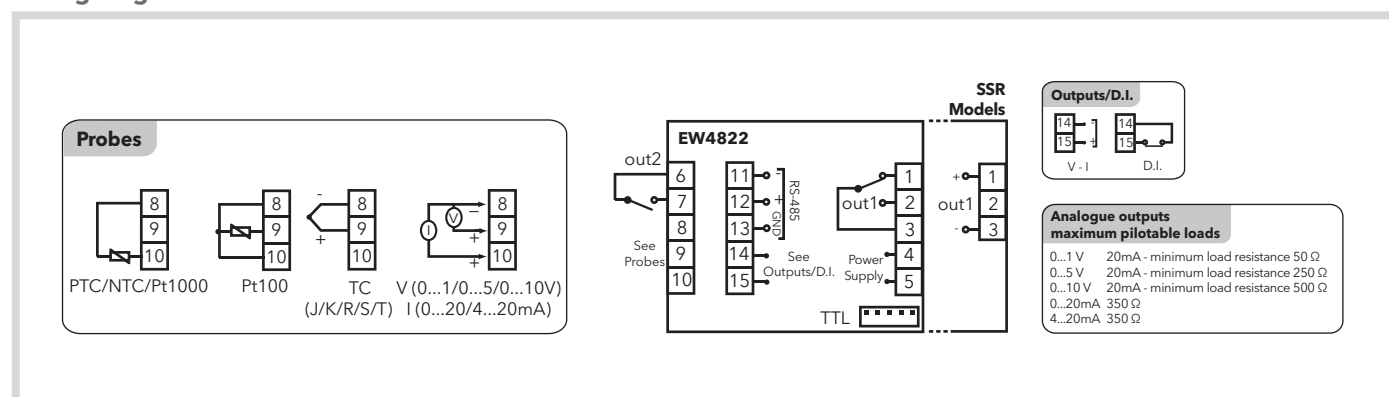 Probes
8
9
10
PTC/NTC/Pt1000
8
9
10
Pt100
-
+
8
9
10
TC
(J/K/R/S/T)
I
V
−
+
+
8
9
10
V (0...1/0...5/0...10V)
I (0...20/4...20mA)
EW4822
out2
6
7
8
9
10
See
Probes
11
12
13
14
15
-
+
GND
RS-485
See
Outputs/D.I.
out1
1
2
3
4
5
Power
Supply
TTL
SSR
Models
+
out1
-
1
2
3
Outputs/D.I.
14
15
-
+
V - I
14
15
D.I.
Analogue outputs
maximum pilotable loads
0...1 V 20mA - minimum load resistance 50 Ω
0...5 V 20mA - minimum load resistance 250 Ω
0...10 V 20mA - minimum load resistance 500 Ω
0...20mA 350 Ω
4...20mA 350 Ω